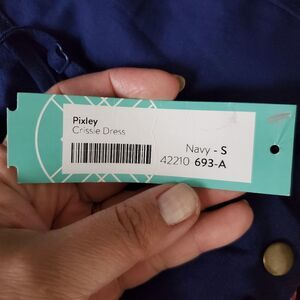 Pixley
Crissie Dress
Navy - S
42210 693-A